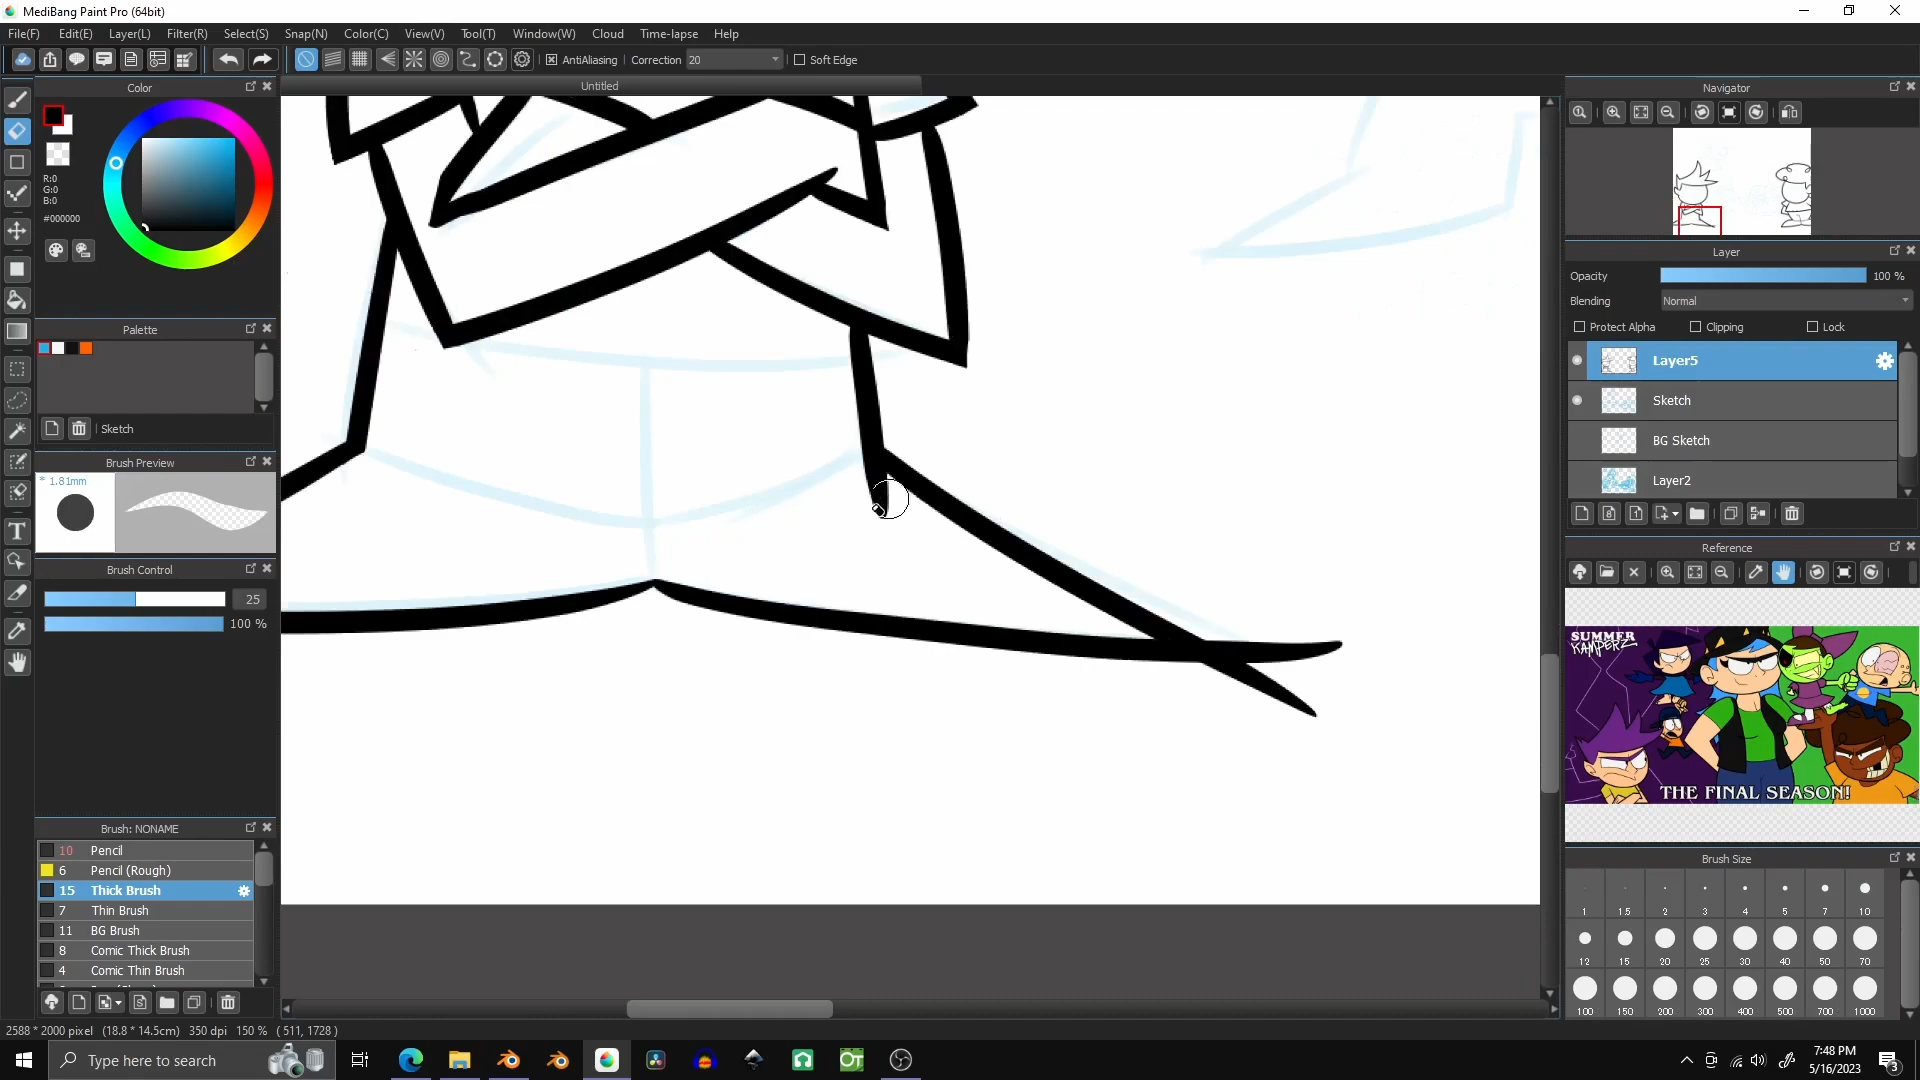 MediBang Paint Pro (64bit)
File(F) Edit(E) Layer(L) Filter(R) Select(S) Snap(N) Color(C) View(V) Tool(T) Window(W) Cloud Time-lapse Help
AntiAliasing Correction 20 Soft Edge
Color
Untitled
Navigator
R:0
G:0
B:0
#000000
Layer
Opacity 100 %
Blending Normal
Protect Alpha Clipping Lock
Palette
Layer5
Sketch
BG Sketch
Layer2
Sketch
Brush Preview
* 1.81mm
Brush Control
25
100 %
Reference
SUMMER
KAMPERZ
THE FINAL SEASON!
Brush: NONAME
10 Pencil
6 Pencil (Rough)
15 Thick Brush
7 Thin Brush
11 BG Brush
8 Comic Thick Brush
4 Comic Thin Brush
Brush Size
1 1.5 2 3 4 5 7 10
12 15 20 25 30 40 50 70
100 150 200 300 400 500 700 1000
2588 * 2000 pixel (18.8 * 14.5cm) 350 dpi 150 % ( 511, 1728 )
Type here to search
OT
7:48 PM
5/16/2023
3